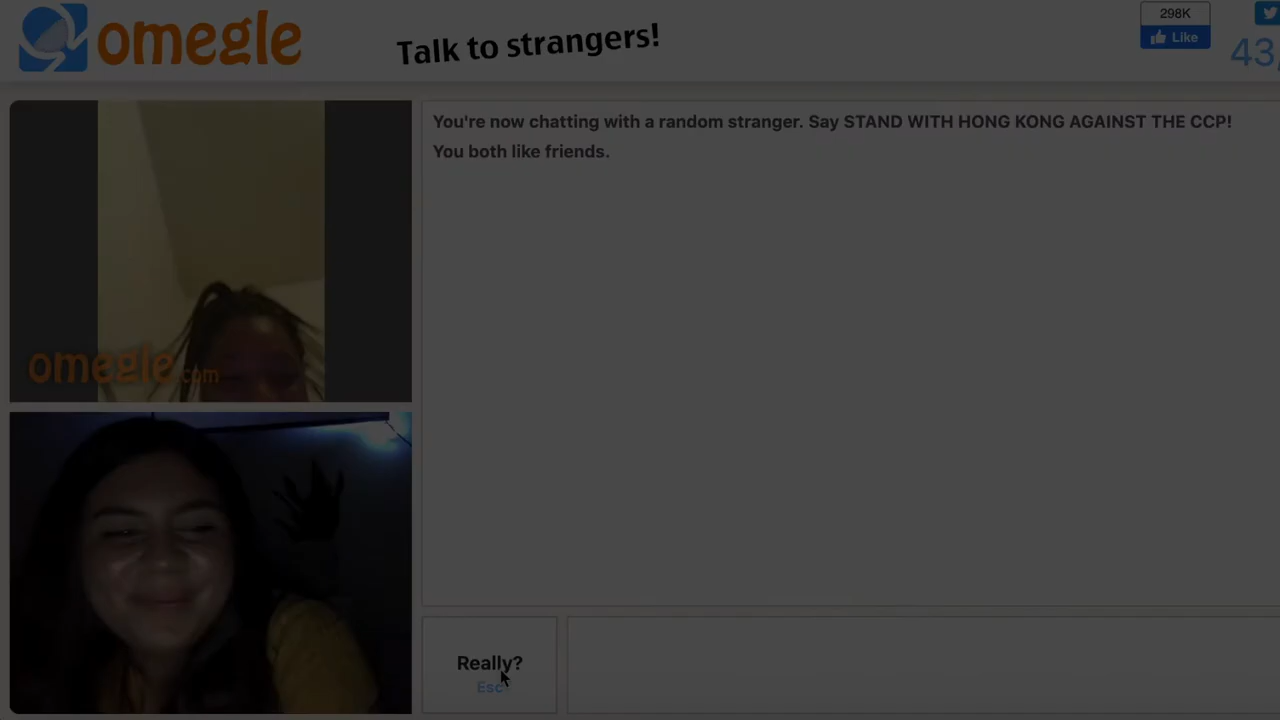 omegle
Talk to strangers!
298K
Like
43,
You're now chatting with a random stranger. Say STAND WITH HONG KONG AGAINST THE CCP!
You both like friends.
omegle.com
Really?
Esc